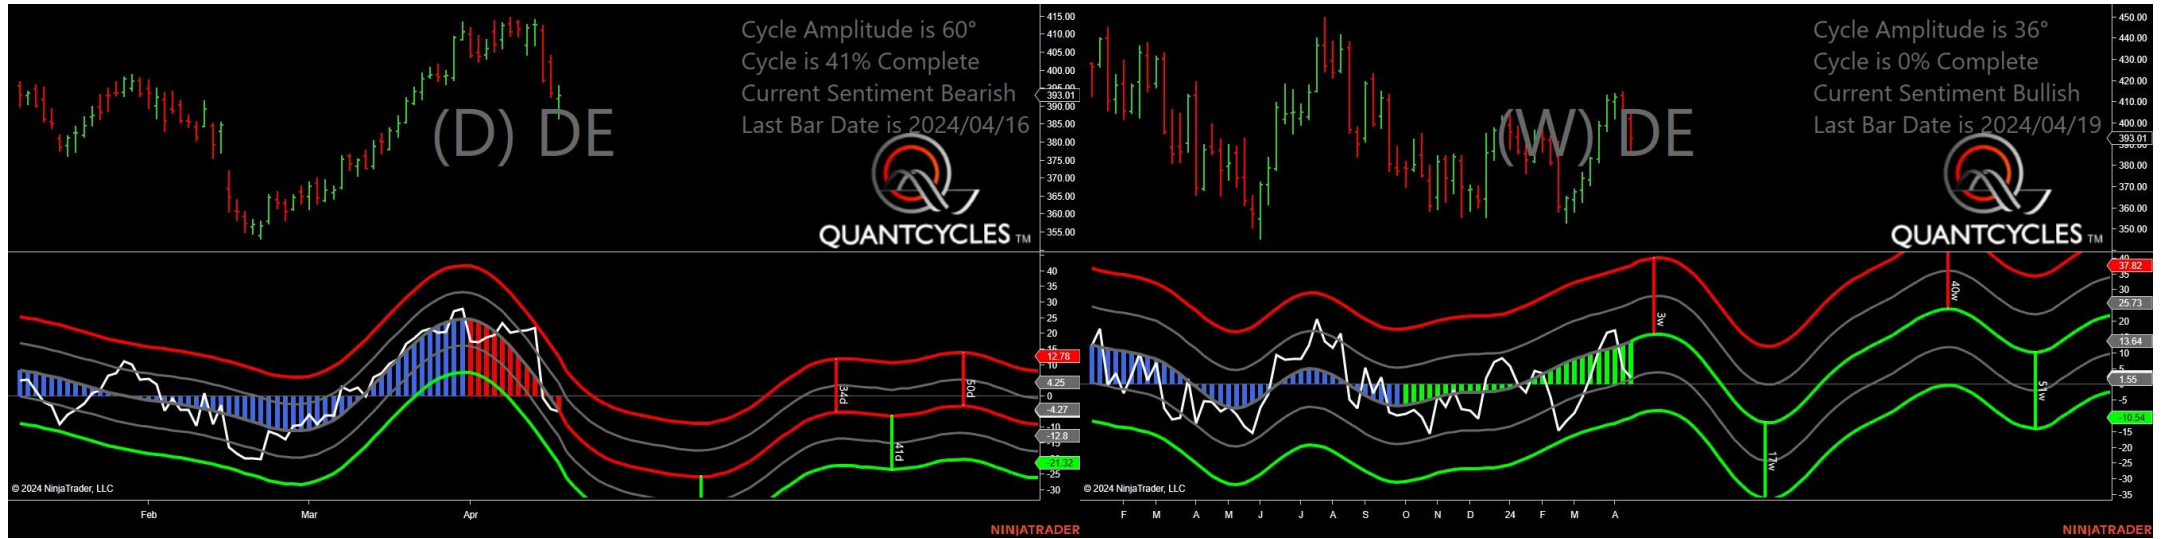 Cycle Amplitude is 60°
Cycle is 41% Complete
Current Sentiment Bearish
Last Bar Date is 2024/04/16
(D) DE
QUANTCYCLES TM
415.00
410.00
405.00
400.00
393.01
390.00
385.00
380.00
375.00
370.00
365.00
360.00
355.00
34d
41d
50d
40
35
30
25
20
12.78
4.25
0
-4.27
-10
-12.8
-21.32
-25
-30
© 2024 NinjaTrader, LLC
Feb Mar Apr
NINJATRADER
Cycle Amplitude is 36°
Cycle is 0% Complete
Current Sentiment Bullish
Last Bar Date is 2024/04/19
(W) DE
QUANTCYCLES TM
450.00
440.00
430.00
420.00
410.00
400.00
393.01
380.00
370.00
360.00
350.00
3w
17w
40w
51w
37.82
35
30
25.73
20
13.64
10
1.55
-5
-10.54
-15
-20
-25
-30
-35
© 2024 NinjaTrader, LLC
F M A M J J A S O N D 24 F M A
NINJATRADER